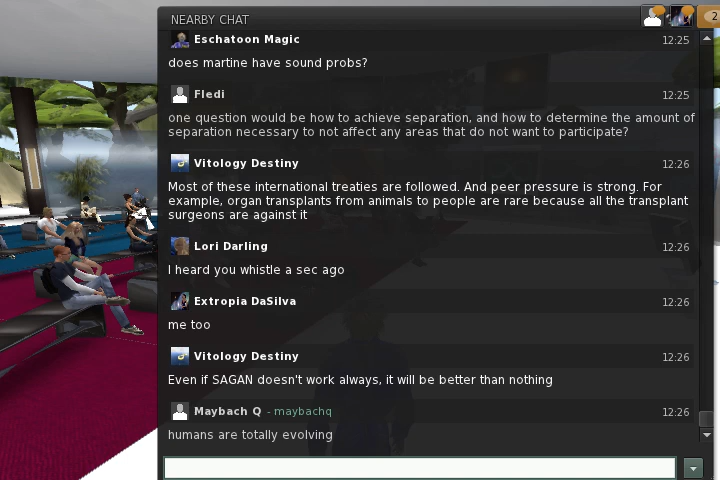 NEARBY CHAT
2
Eschatoon Magic 12:25
does martine have sound probs?
Fledi 12:25
one question would be how to achieve separation, and how to determine the amount of
separation necessary to not affect any areas that do not want to participate?
Vitology Destiny 12:26
Most of these international treaties are followed. And peer pressure is strong. For
example, organ transplants from animals to people are rare because all the transplant
surgeons are against it
Lori Darling 12:26
I heard you whistle a sec ago
Extropia DaSilva 12:26
me too
Vitology Destiny 12:26
Even if SAGAN doesn't work always, it will be better than nothing
Maybach Q - maybachq 12:26
humans are totally evolving